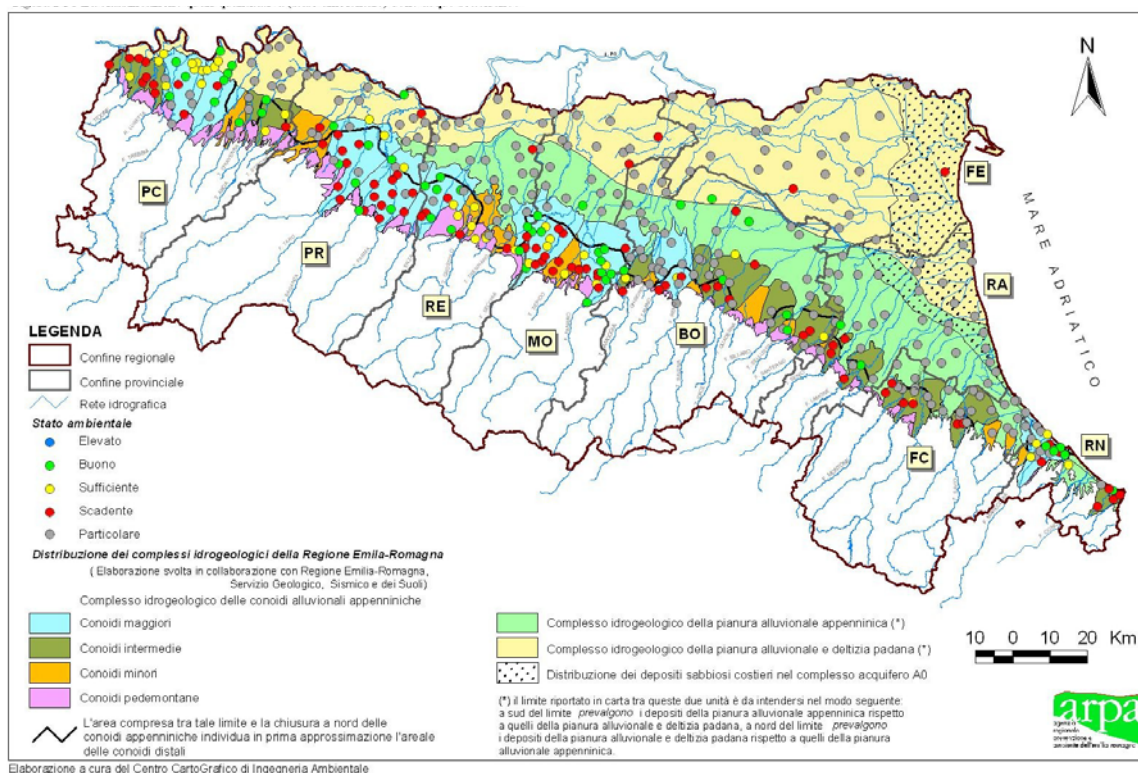 N
PC
PR
RE
MO
BO
FE
RA
FC
RN
MARE ADRIATICO
LEGENDA
Confine regionale
Confine provinciale
Rete idrografica
Stato ambientale
Elevato
Buono
Sufficiente
Scadente
Particolare
Distribuzione dei complessi idrogeologici della Regione Emila-Romagna
( Elaborazione svolta in collaborazione con Regione Emilia-Romagna,
Servizio Geologico, Sismico e dei Suoli)
Complesso idrogeologico delle conoidi alluvionali appenniniche
Conoidi maggiori
Conoidi intermedie
Conoidi minori
Conoidi pedemontane
L'area compresa tra tale limite e la chiusura a nord delle
conoidi appenniniche individua in prima approssimazione l'areale
delle conoidi distali
Complesso idrogeologico della pianura alluvionale appenninica (*)
Complesso idrogeologico della pianura alluvionale e deltizia padana (*)
Distribuzione dei depositi sabbiosi costieri nel complesso acquifero A0
(*) il limite riportato in carta tra queste due unità è da intendersi nel modo seguente:
a sud del limite prevalgono i depositi della pianura alluvionale appenninica rispetto
a quelli della pianura alluvionale e deltizia padana, a nord del limite prevalgono
i depositi della pianura alluvionale e deltizia padana rispetto a quelli della pianura
alluvionale appenninica.
10 0 10 20 Km
arpa
Elaborazione a cura del Centro CartoGrafico di Ingegneria Ambientale